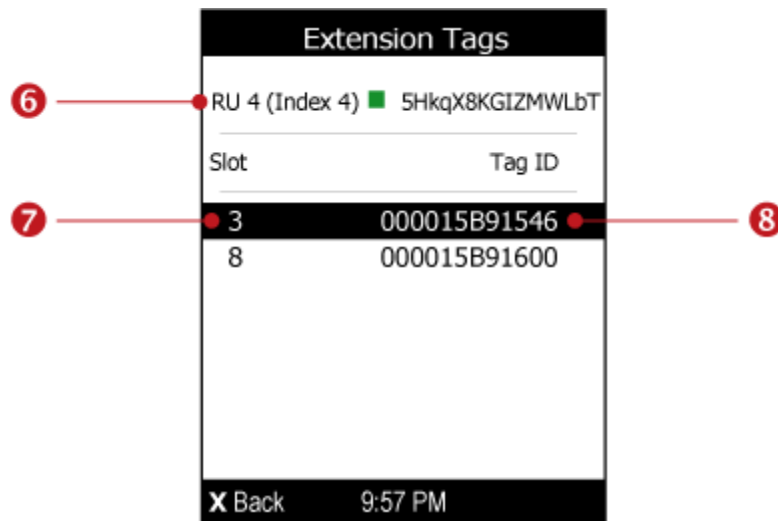 Extension Tags
6 RU 4 (Index 4) 5HkqX8KGIZMWLbT
Slot Tag ID
7 3 000015B91546 8
8 000015B91600
X Back 9:57 PM